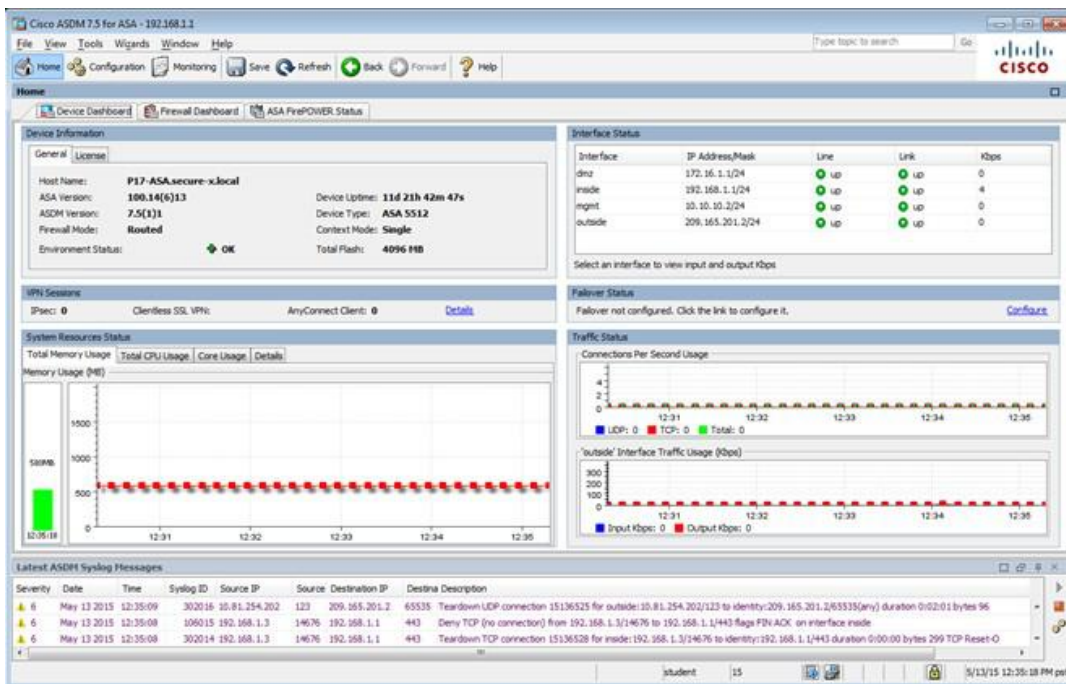 Cisco ASDM 7.5 for ASA - 192.168.1.1
File View Tools Wizards Window Help
Type topic to search Go
Home Configuration Monitoring Save Refresh Back Forward Help
CISCO
Home
Device Dashboard Firewall Dashboard ASA FirePOWER Status
Device Information
General License
Host Name: P17-ASA.secure-x.local
ASA Version: 100.14(6)13 Device Uptime: 11d 21h 42m 47s
ASDM Version: 7.5(1)1 Device Type: ASA 5512
Firewall Mode: Routed Context Mode: Single
Environment Status: OK Total Flash: 4096 MB
Interface Status
Interface IP Address/Mask Line Link Kbps
dmz 172.16.1.1/24 up up 0
inside 192.168.1.1/24 up up 4
mgmt 10.10.10.2/24 up up 0
outside 209.165.201.2/24 up up 0
Select an interface to view input and output Kbps
VPN Sessions
IPsec: 0 Clientless SSL VPN: AnyConnect Client: 0 Details
Failover Status
Failover not configured. Click the link to configure it. Configure
System Resources Status
Total Memory Usage Total CPU Usage Core Usage Details
Memory Usage (MB)
1500
1000
500
0
12:35:18
12:31 12:32 12:33 12:34 12:35
Traffic Status
Connections Per Second Usage
4
2
0
12:31 12:32 12:33 12:34 12:35
UDP: 0 TCP: 0 Total: 0
'outside' Interface Traffic Usage (Kbps)
300
200
100
12:31 12:32 12:33 12:34 12:35
Input Kbps: 0 Output Kbps: 0
Latest ASDM Syslog Messages
Severity Date Time Syslog ID Source IP Source Destination IP Destina Description
6 May 13 2015 12:35:09 302016 10.81.254.202 123 209.165.201.2 65535 Teardown UDP connection 15136525 for outside:10.81.254.202/123 to identity:209.165.201.2/65535(any) duration 0:02:01 bytes 96
6 May 13 2015 12:35:08 106015 192.168.1.3 14676 192.168.1.1 443 Deny TCP (no connection) from 192.168.1.3/14676 to 192.168.1.1/443 flags FIN ACK on interface inside
6 May 13 2015 12:35:08 302014 192.168.1.3 14676 192.168.1.1 443 Teardown TCP connection 15136528 for inside:192.168.1.3/14676 to identity:192.168.1.1/443 duration 0:00:00 bytes 299 TCP Reset-O
student 15 5/13/15 12:35:18 PM